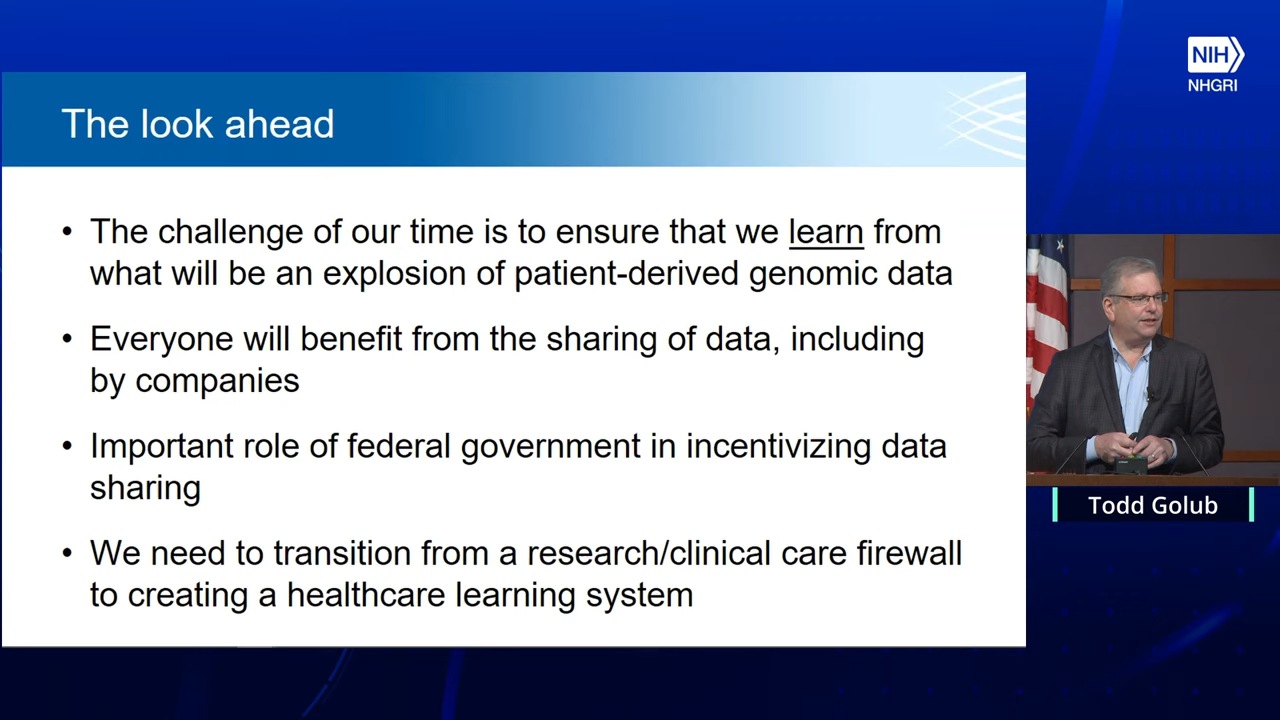 The look ahead
• The challenge of our time is to ensure that we learn from
what will be an explosion of patient-derived genomic data
• Everyone will benefit from the sharing of data, including
by companies
• Important role of federal government in incentivizing data
sharing
• We need to transition from a research/clinical care firewall
to creating a healthcare learning system
NIH
NHGRI
Todd Golub